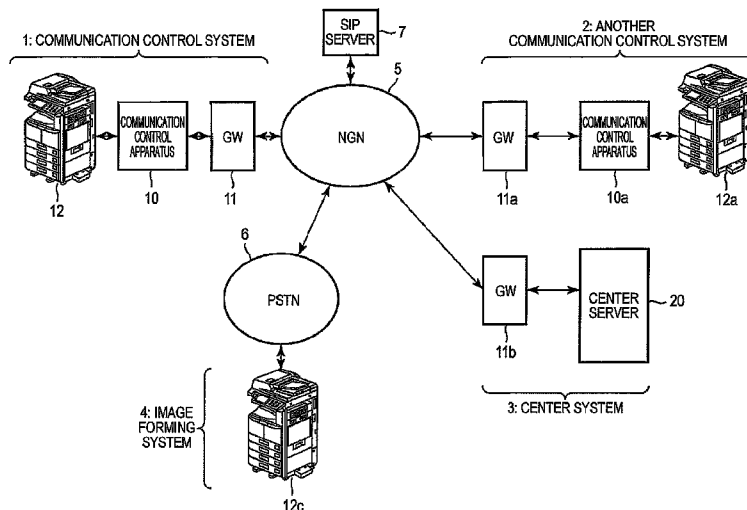 1: COMMUNICATION CONTROL SYSTEM
SIP
SERVER
7
2: ANOTHER
COMMUNICATION CONTROL SYSTEM
5
COMMUNICATION
CONTROL
APPARATUS
GW
NGN
GW
COMMUNICATION
CONTROL
APPARATUS
12
10
11
11a
10a
12a
6
PSTN
GW
CENTER
SERVER
20
11b
4: IMAGE
FORMING
SYSTEM
3: CENTER SYSTEM
12c